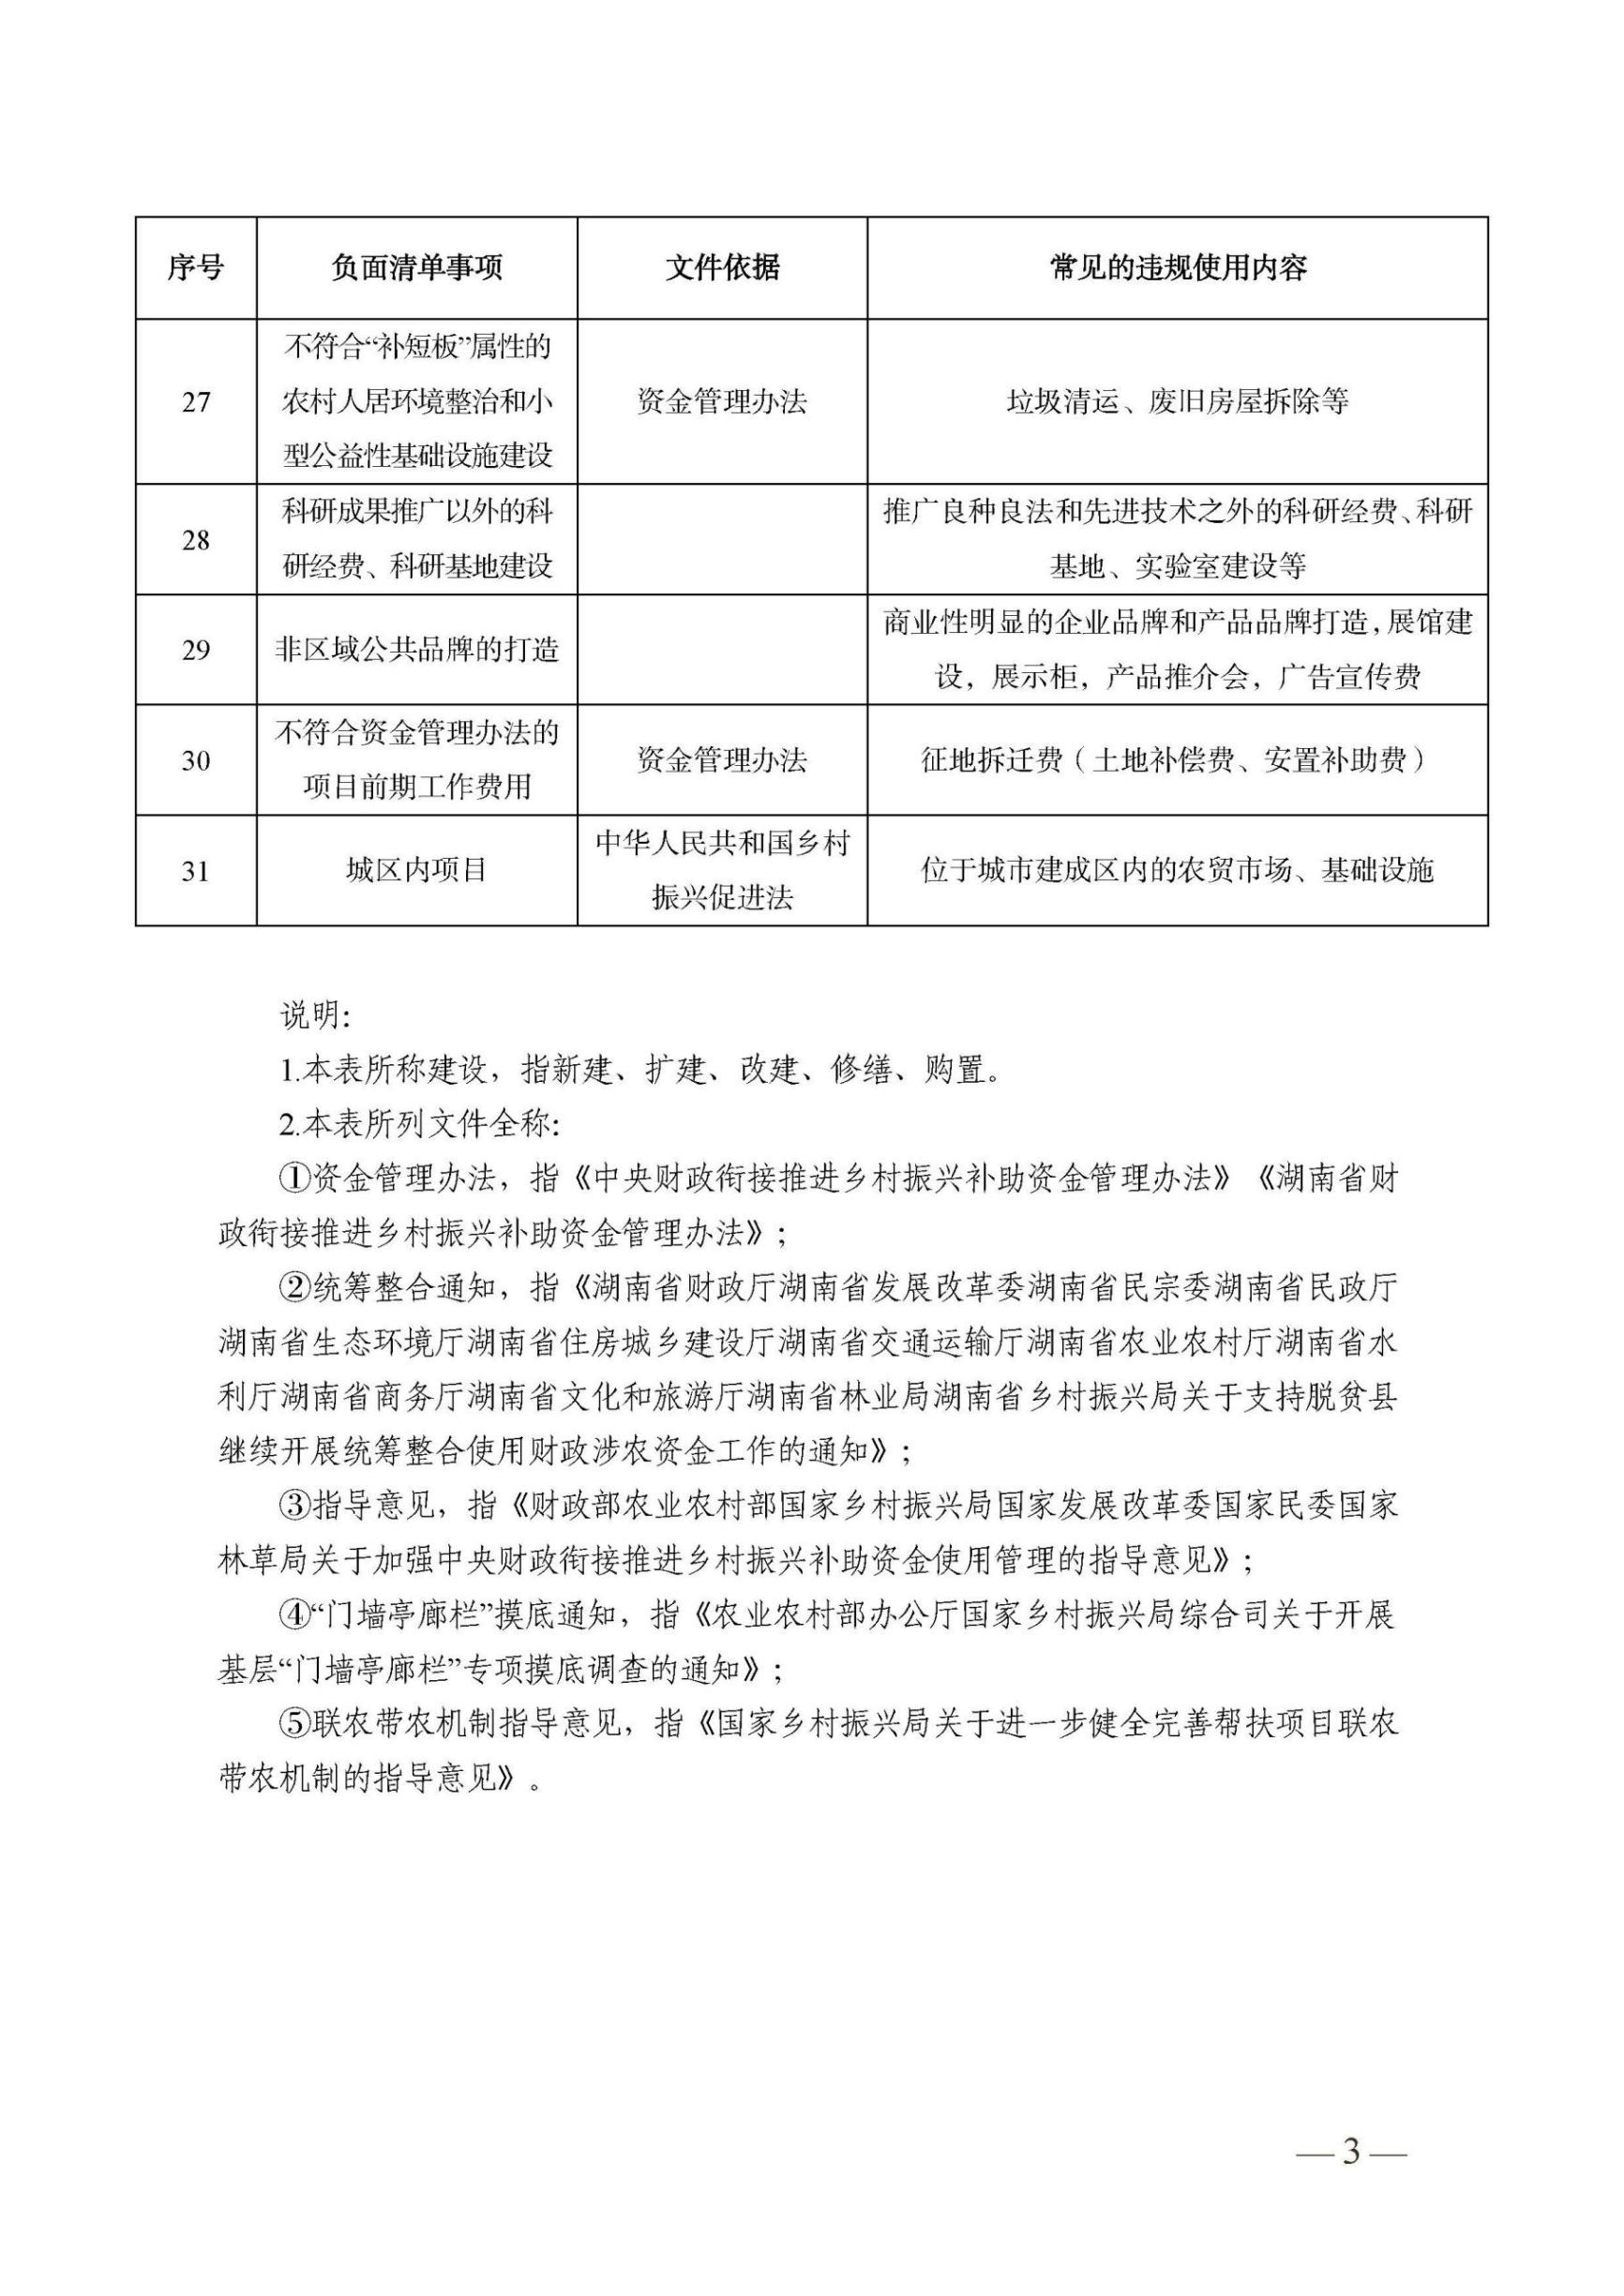 序号 负面清单事项 文件依据 常见的违规使用内容
不符合“补短板”属性的
27 农村人居环境整治和小 资金管理办法 垃圾清运、废旧房屋拆除等
型公益性基础设施建设
科研成果推广以外的科 推广良种良法和先进技术之外的科研经费、科研
28
研经费、科研基地建设 基地、实验室建设等
商业性明显的企业品牌和产品品牌打造，展馆建
29 非区域公共品牌的打造
设，展示柜，产品推介会，广告宣传费
不符合资金管理办法的
30 资金管理办法 征地拆迁费（土地补偿费、安置补助费）
项目前期工作费用
中华人民共和国乡村
31 城区内项目 位于城市建成区内的农贸市场、基础设施
振兴促进法
说明：
1.本表所称建设，指新建、扩建、改建、修缮、购置。
2.本表所列文件全称：
①资金管理办法，指《中央财政衔接推进乡村振兴补助资金管理办法》《湖南省财
政衔接推进乡村振兴补助资金管理办法》；
②统筹整合通知，指《湖南省财政厅湖南省发展改革委湖南省民宗委湖南省民政厅
湖南省生态环境厅湖南省住房城乡建设厅湖南省交通运输厅湖南省农业农村厅湖南省水
利厅湖南省商务厅湖南省文化和旅游厅湖南省林业局湖南省乡村振兴局关于支持脱贫县
继续开展统筹整合使用财政涉农资金工作的通知》；
③指导意见，指《财政部农业农村部国家乡村振兴局国家发展改革委国家民委国家
林草局关于加强中央财政衔接推进乡村振兴补助资金使用管理的指导意见》；
④“门墙亭廊栏”摸底通知，指《农业农村部办公厅国家乡村振兴局综合司关于开展
基层“门墙亭廊栏”专项摸底调查的通知》；
⑤联农带农机制指导意见，指《国家乡村振兴局关于进一步健全完善帮扶项目联农
带农机制的指导意见》。
— 3 —